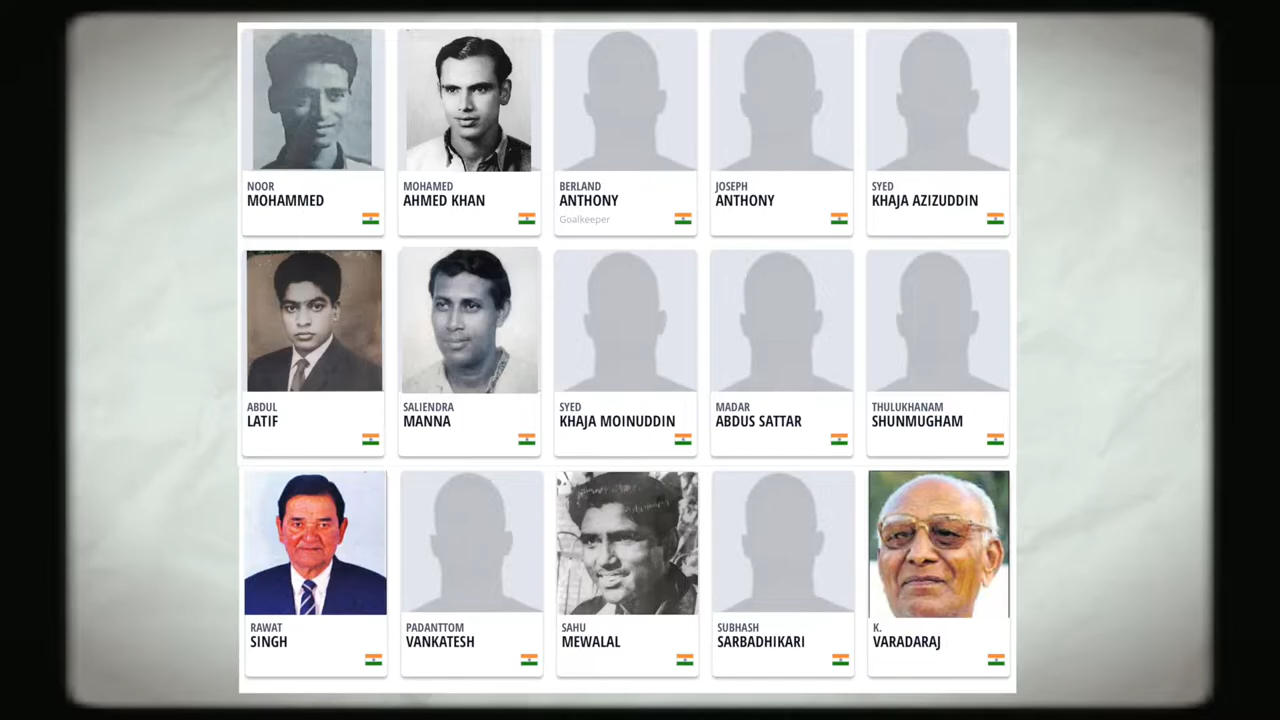 NOOR
MOHAMMED
MOHAMED
AHMED KHAN
BERLAND
ANTHONY
Goalkeeper
JOSEPH
ANTHONY
SYED
KHAJA AZIZUDDIN
ABDUL
LATIF
SALIENDRA
MANNA
SYED
KHAJA MOINUDDIN
MADAR
ABDUS SATTAR
THULUKHANAM
SHUNMUGHAM
RAWAT
SINGH
PADANTTOM
VANKATESH
SAHU
MEWALAL
SUBHASH
SARBADHIKARI
K.
VARADARAJ